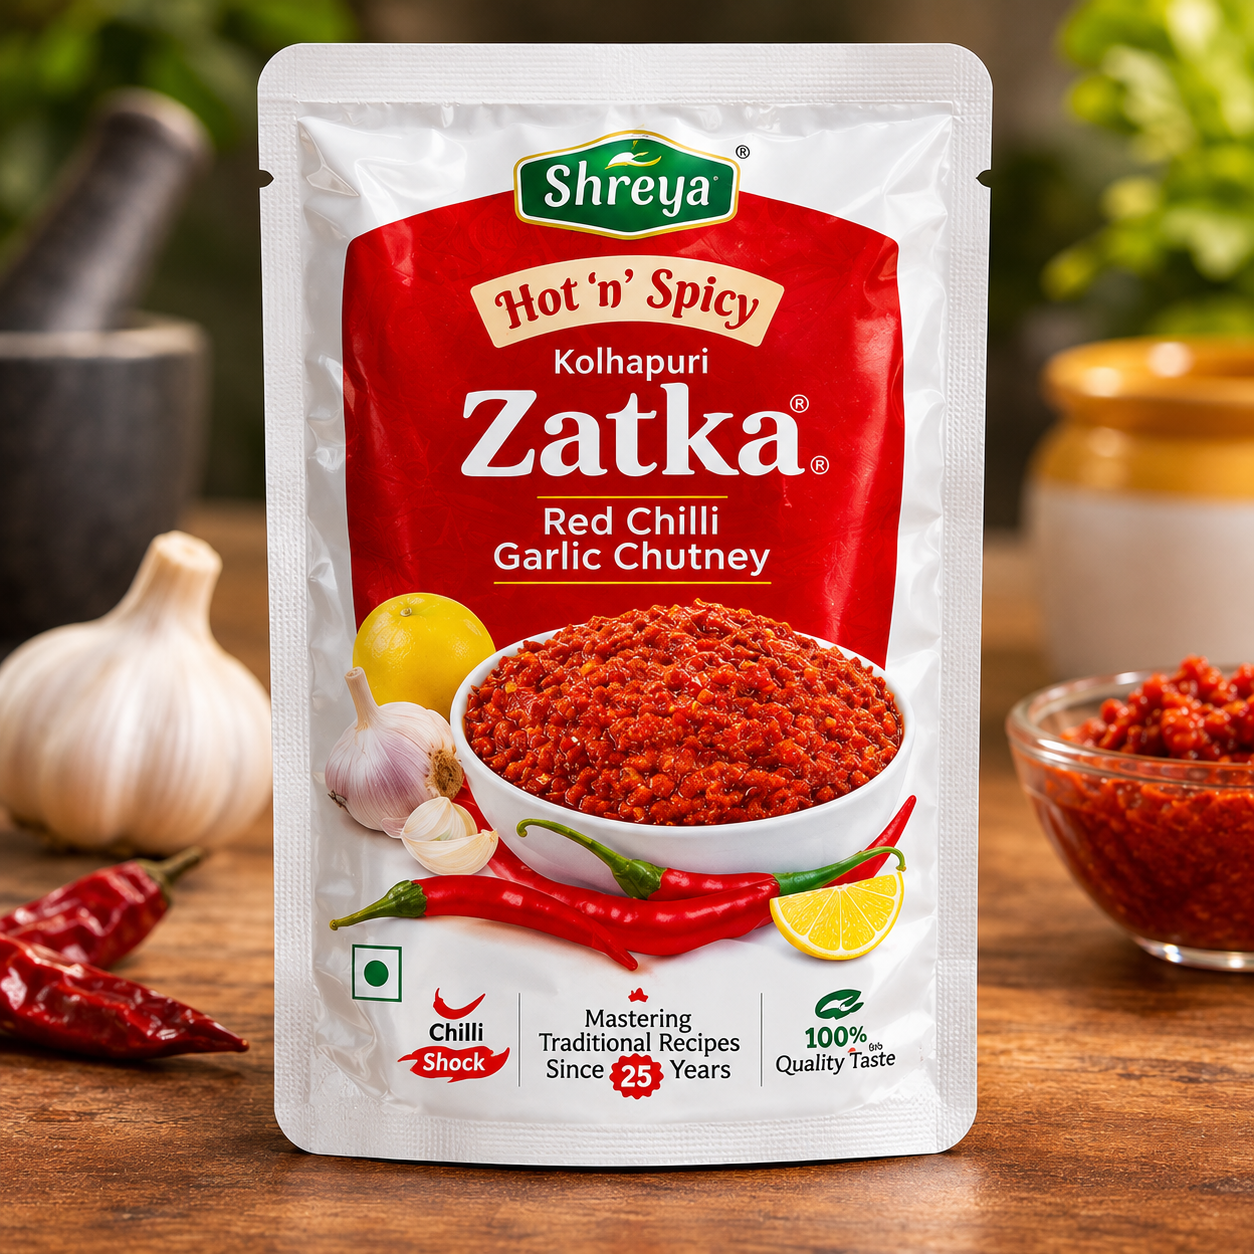 Shreya
®
Hot 'n' Spicy
Kolhapuri
Zatka®
®
Red Chilli
Garlic Chutney
Chilli
Shock
Mastering
Traditional Recipes
Since 25 Years
100%
Quality Taste